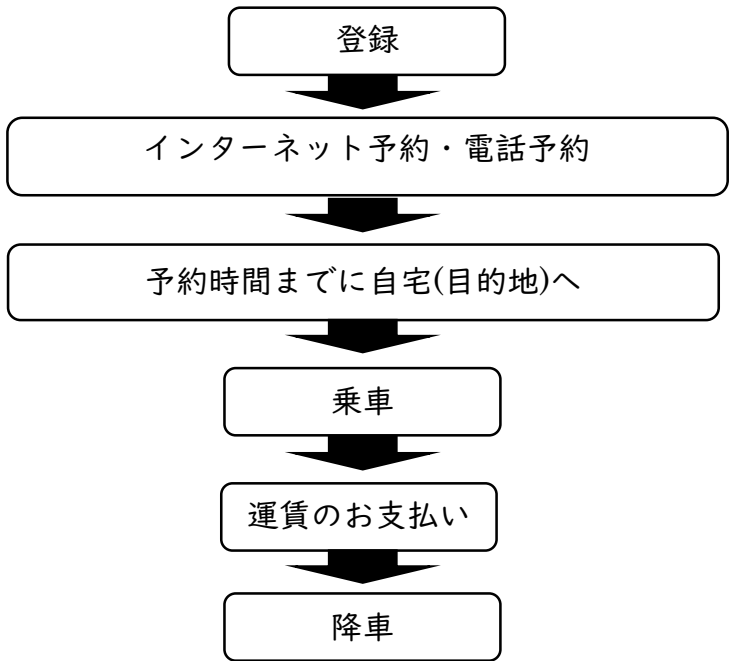 登録
インターネット予約・電話予約
予約時間までに自宅(目的地)へ
乗車
運賃のお支払い
降車